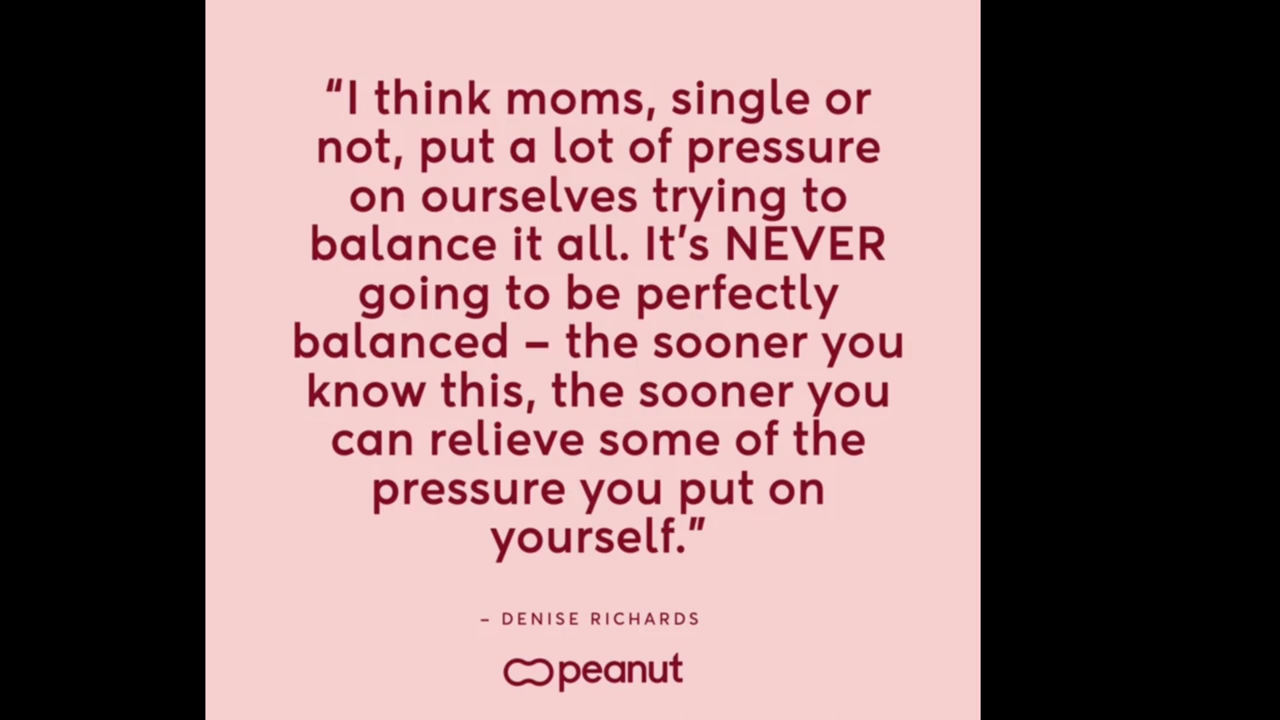 “I think moms, single or
not, put a lot of pressure
on ourselves trying to
balance it all. It’s NEVER
going to be perfectly
balanced – the sooner you
know this, the sooner you
can relieve some of the
pressure you put on
yourself.”
– DENISE RICHARDS
peanut